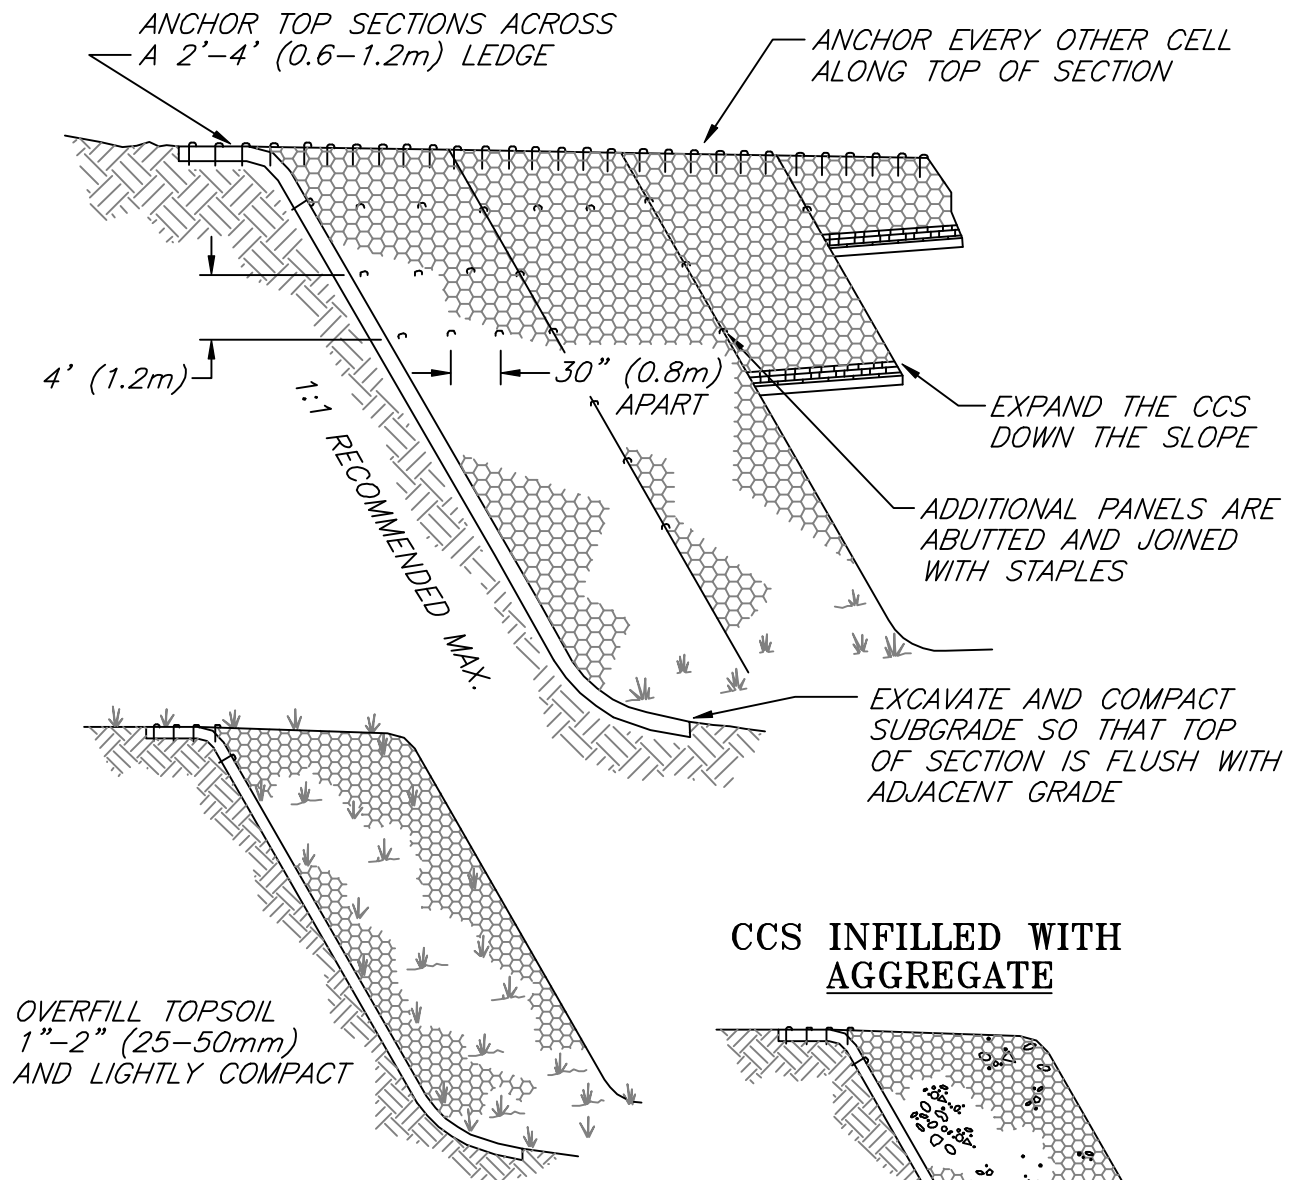 ANCHOR TOP SECTIONS ACROSS
A 2'-4' (0.6-1.2m) LEDGE
ANCHOR EVERY OTHER CELL
ALONG TOP OF SECTION
4' (1.2m)
30" (0.8m)
APART
1:1 RECOMMENDED MAX.
EXPAND THE CCS
DOWN THE SLOPE
ADDITIONAL PANELS ARE
ABUTTED AND JOINED
WITH STAPLES
EXCAVATE AND COMPACT
SUBGRADE SO THAT TOP
OF SECTION IS FLUSH WITH
ADJACENT GRADE
OVERFILL TOPSOIL
1"-2" (25-50mm)
AND LIGHTLY COMPACT
CCS INFILLED WITH
AGGREGATE